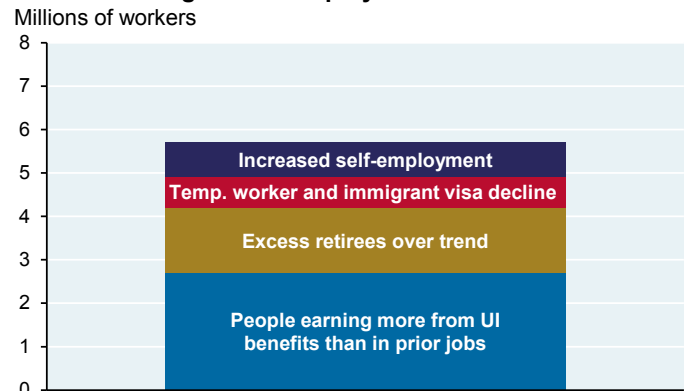 Millions of workers
8
7
6
5
4
3
2
1
0
Increased self-employment
Temp. worker and immigrant visa decline
Excess retirees over trend
People earning more from UI
benefits than in prior jobs